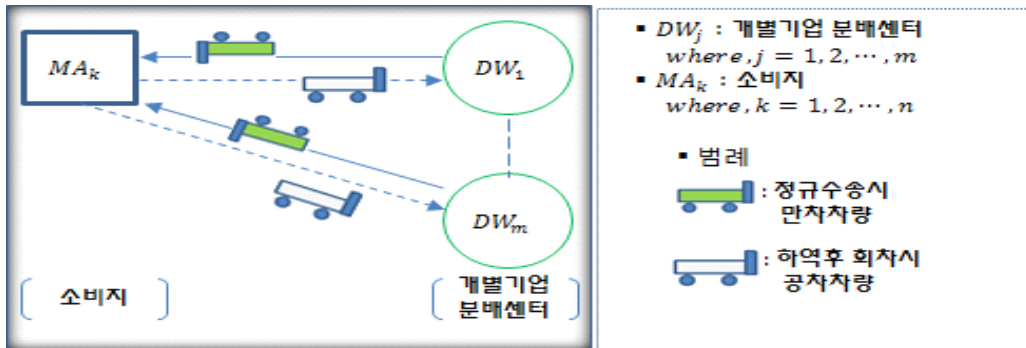 MA_k
DW_1
DW_m
소비지
개별기업
분배센터
▪ DW_j : 개별기업 분배센터
where, j = 1, 2, ⋯, m
▪ MA_k : 소비지
where, k = 1, 2, ⋯, n
▪ 범례
: 정규수송시
만차차량
: 하역후 회차시
공차차량